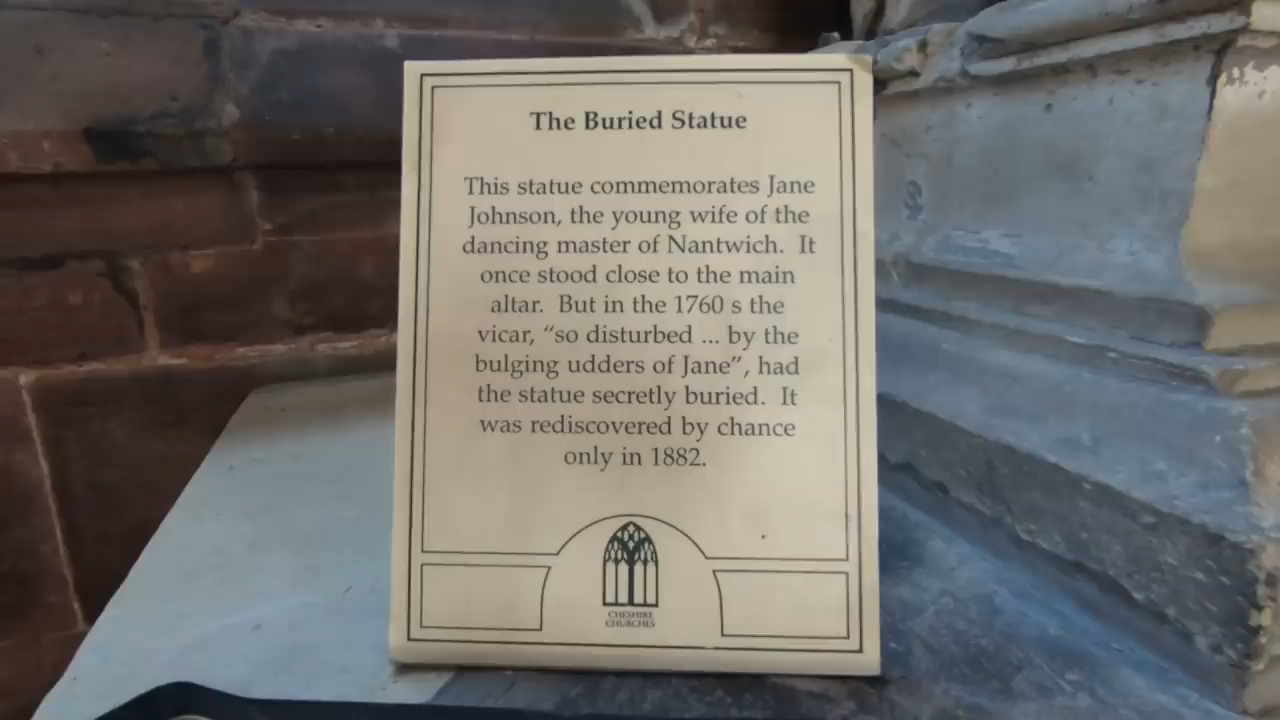 The Buried Statue
This statue commemorates Jane
Johnson, the young wife of the
dancing master of Nantwich.  It
once stood close to the main
altar.  But in the 1760 s the
vicar, “so disturbed ... by the
bulging udders of Jane”, had
the statue secretly buried.  It
was rediscovered by chance
only in 1882.
CHESHIRE
CHURCHES